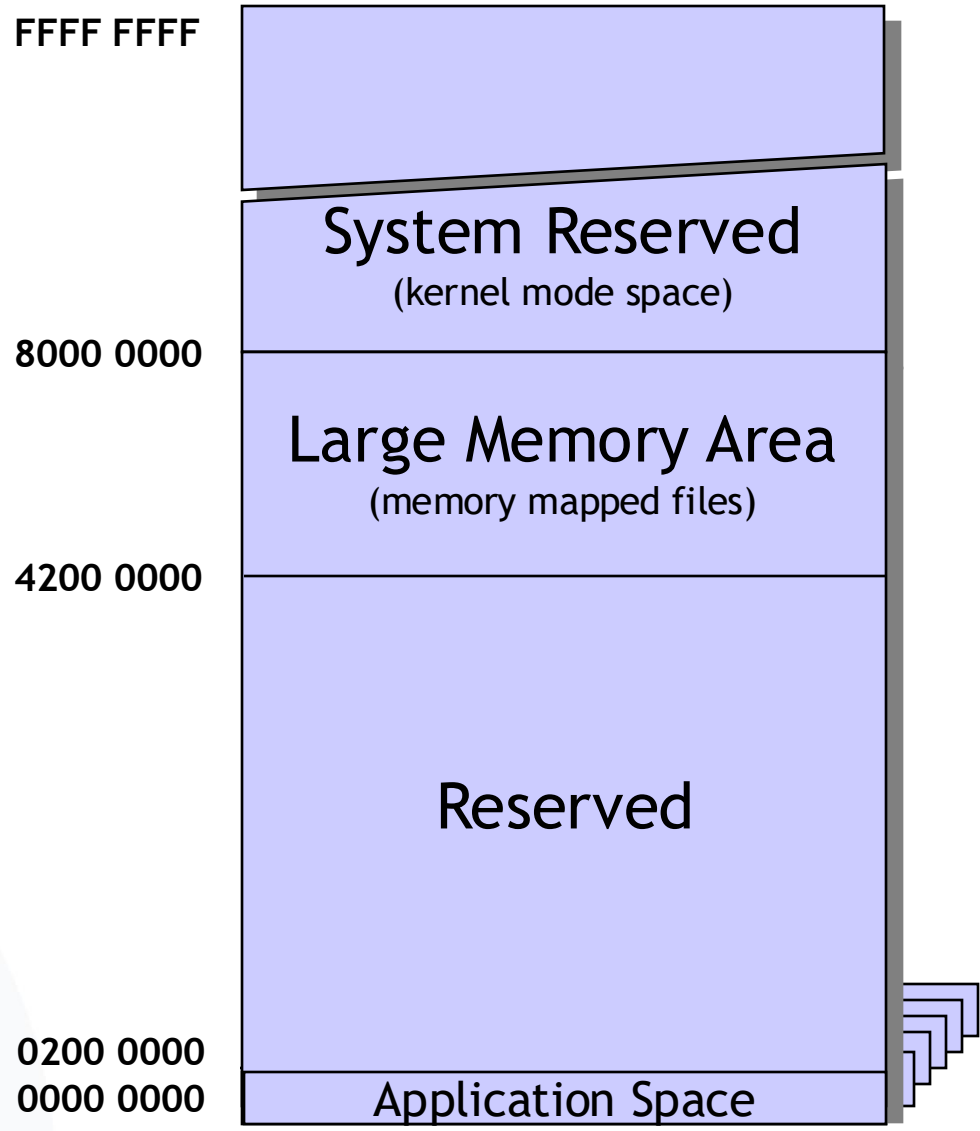 FFFF FFFF
System Reserved
(kernel mode space)
8000 0000
Large Memory Area
(memory mapped files)
4200 0000
Reserved
0200 0000
0000 0000
Application Space